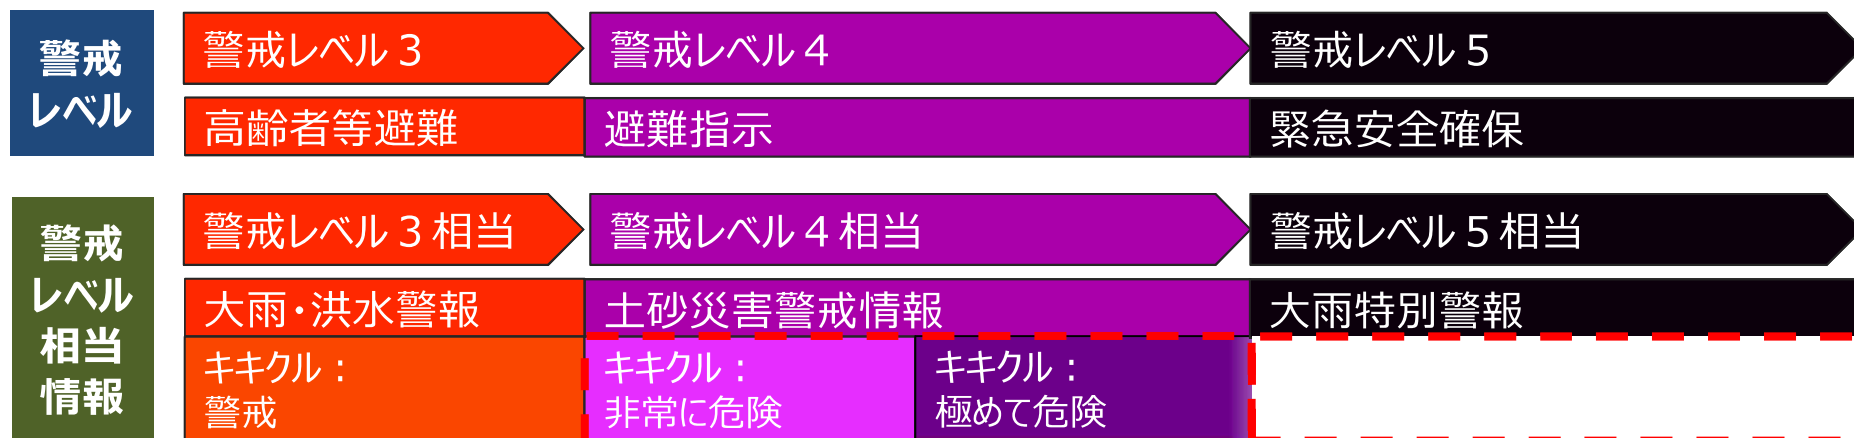 警戒
レベル
警戒レベル３
警戒レベル４
警戒レベル５
高齢者等避難
避難指示
緊急安全確保
警戒
レベル
相当
情報
警戒レベル３相当
警戒レベル４相当
警戒レベル５相当
大雨・洪水警報
土砂災害警戒情報
大雨特別警報
キキクル：
警戒
キキクル：
非常に危険
キキクル：
極めて危険